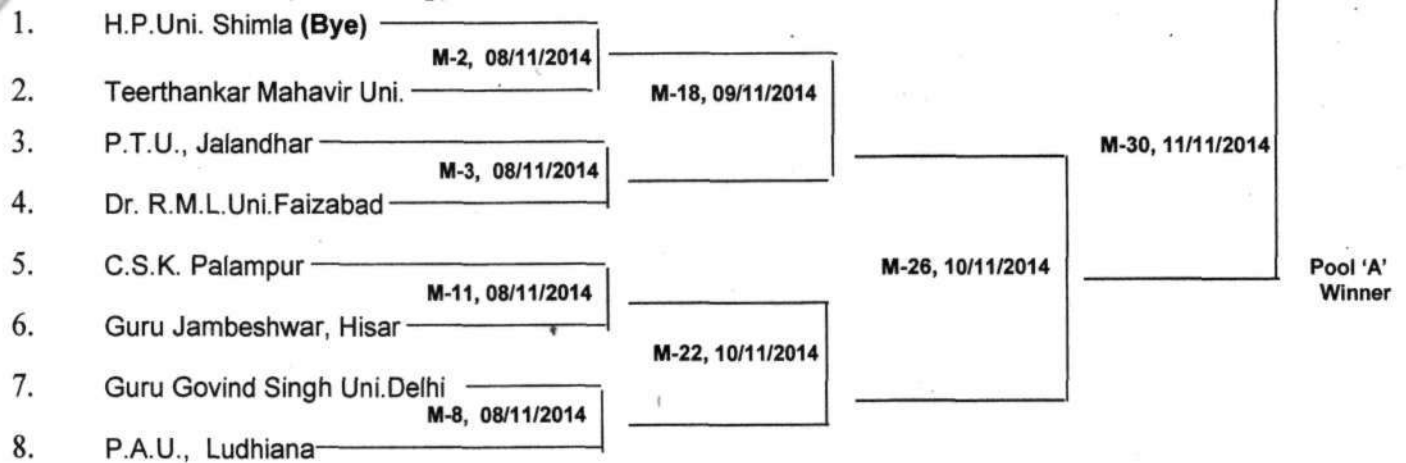 1. H.P.Uni. Shimla (Bye)
M-2, 08/11/2014
2. Teerthankar Mahavir Uni.
M-18, 09/11/2014
3. P.T.U., Jalandhar
M-30, 11/11/2014
M-3, 08/11/2014
4. Dr. R.M.L.Uni.Faizabad
5. C.S.K. Palampur
M-26, 10/11/2014
Pool 'A'
Winner
M-11, 08/11/2014
6. Guru Jambeshwar, Hisar
M-22, 10/11/2014
7. Guru Govind Singh Uni.Delhi
M-8, 08/11/2014
8. P.A.U., Ludhiana